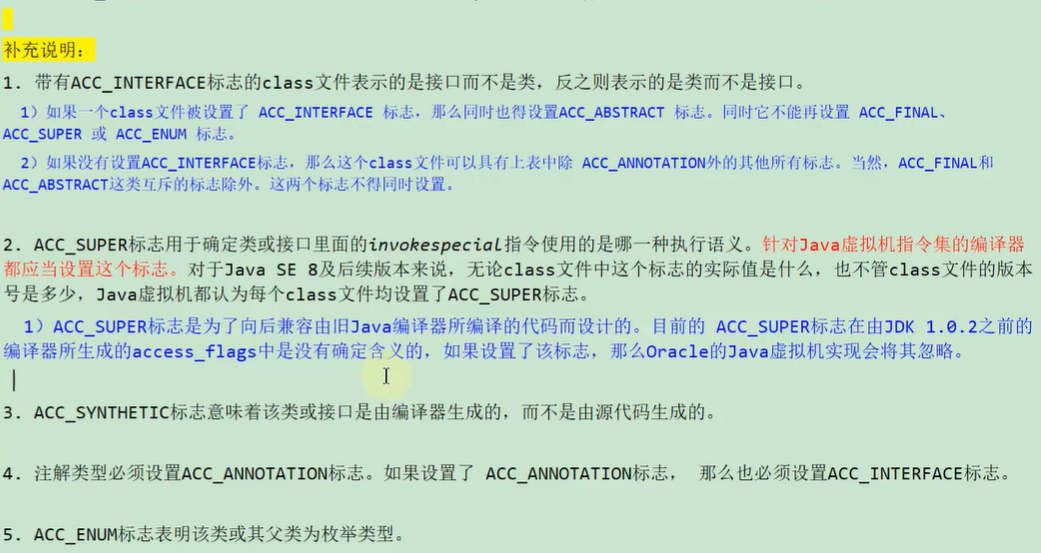 补充说明：
1. 带有ACC_INTERFACE标志的class文件表示的是接口而不是类，反之则表示的是类而不是接口。
1）如果一个class文件被设置了 ACC_INTERFACE 标志，那么同时也得设置ACC_ABSTRACT 标志。同时它不能再设置 ACC_FINAL、
ACC_SUPER 或 ACC_ENUM 标志。
2）如果没有设置ACC_INTERFACE标志，那么这个class文件可以具有上表中除 ACC_ANNOTATION外的其他所有标志。当然，ACC_FINAL和
ACC_ABSTRACT这类互斥的标志除外。这两个标志不得同时设置。
2. ACC_SUPER标志用于确定类或接口里面的invokespecial指令使用的是哪一种执行语义。针对Java虚拟机指令集的编译器
都应当设置这个标志。对于Java SE 8及后续版本来说，无论class文件中这个标志的实际值是什么，也不管class文件的版本
号是多少，Java虚拟机都认为每个class文件均设置了ACC_SUPER标志。
1）ACC_SUPER标志是为了向后兼容由旧Java编译器所编译的代码而设计的。目前的 ACC_SUPER标志在由JDK 1.0.2之前的
编译器所生成的access_flags中是没有确定含义的，如果设置了该标志，那么Oracle的Java虚拟机实现会将其忽略。
3. ACC_SYNTHETIC标志意味着该类或接口是由编译器生成的，而不是由源代码生成的。
4. 注解类型必须设置ACC_ANNOTATION标志。如果设置了 ACC_ANNOTATION标志， 那么也必须设置ACC_INTERFACE标志。
5. ACC_ENUM标志表明该类或其父类为枚举类型。